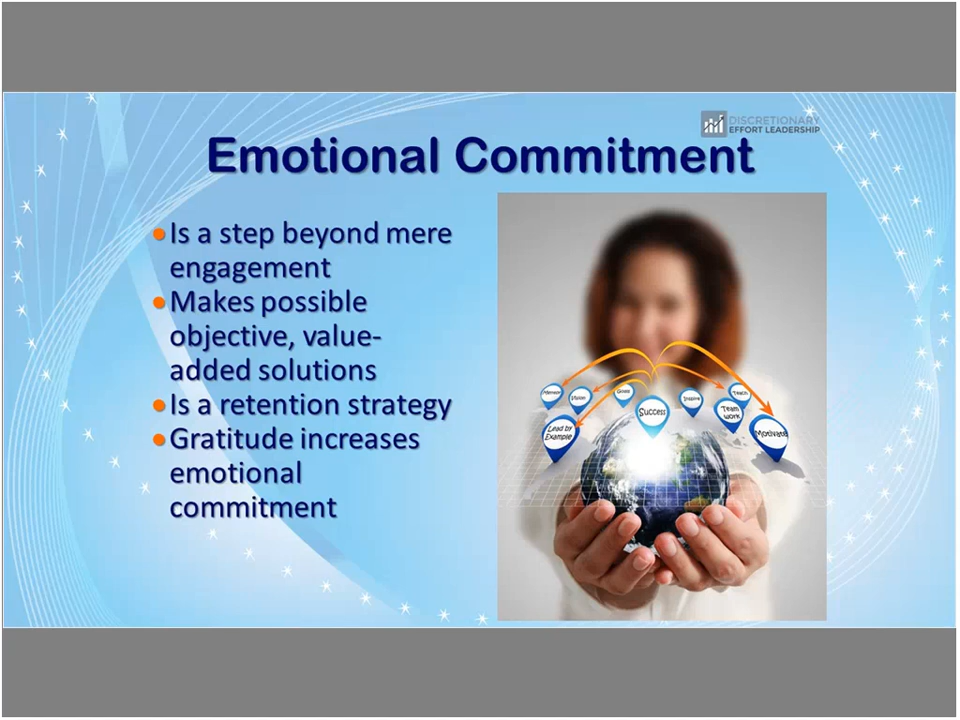 DISCRETIONARY
EFFORT LEADERSHIP
Emotional Commitment
•Is a step beyond mere
engagement
•Makes possible
objective, value-
added solutions
•Is a retention strategy
•Gratitude increases
emotional
commitment
Vision
Goals
Inspire
Teach
Success
Team
work
Lead by
Example
Motivate